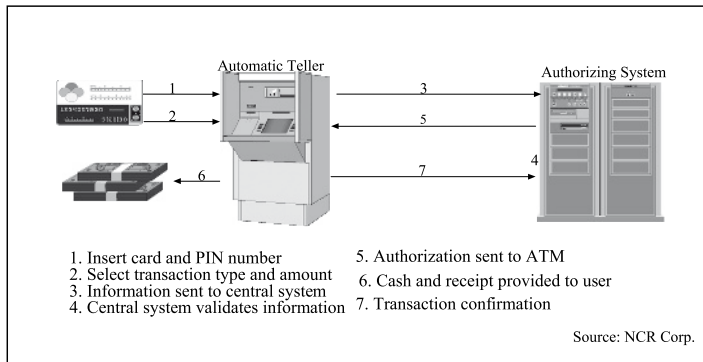 Automatic Teller
Authorizing System
1
3
2
5
4
6
7
1. Insert card and PIN number
2. Select transaction type and amount
3. Information sent to central system
4. Central system validates information
5. Authorization sent to ATM
6. Cash and receipt provided to user
7. Transaction confirmation
Source: NCR Corp.